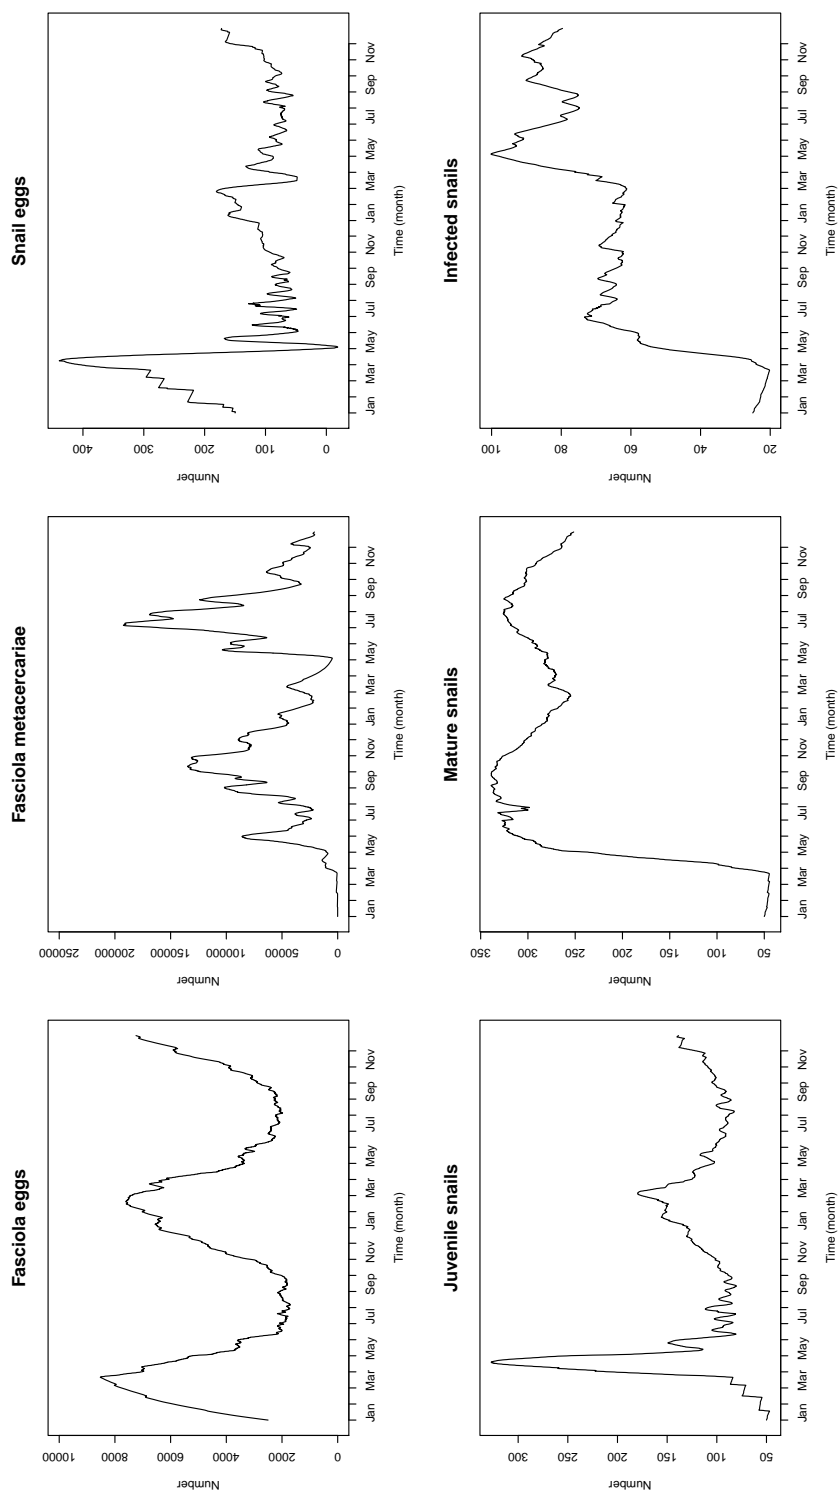 Fasciola eggs
Number
10000
8000
6000
4000
2000
0
Jan Mar May Jul Sep Nov Jan Mar May Jul Sep Nov
Time (month)
Fasciola metacercariae
Number
250000
200000
150000
100000
50000
0
Jan Mar May Jul Sep Nov Jan Mar May Jul Sep Nov
Time (month)
Snail eggs
Number
400
300
200
100
0
Jan Mar May Jul Sep Nov Jan Mar May Jul Sep Nov
Time (month)
Juvenile snails
Number
300
250
200
150
100
50
Jan Mar May Jul Sep Nov Jan Mar May Jul Sep Nov
Time (month)
Mature snails
Number
350
300
250
200
150
100
50
Jan Mar May Jul Sep Nov Jan Mar May Jul Sep Nov
Time (month)
Infected snails
Number
100
80
60
40
20
Jan Mar May Jul Sep Nov Jan Mar May Jul Sep Nov
Time (month)